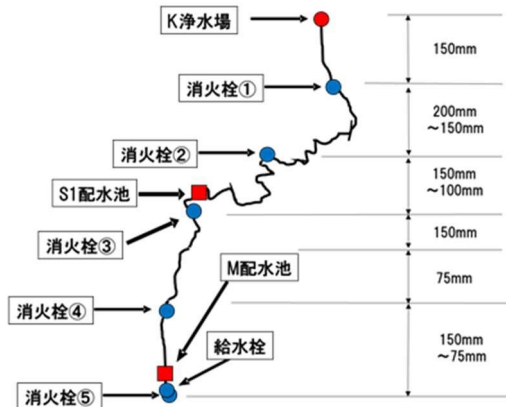 K浄水場
150mm
消火栓①
200mm
～150mm
消火栓②
150mm
～100mm
S1配水池
消火栓③
150mm
M配水池
75mm
消火栓④
給水栓
150mm
～75mm
消火栓⑤